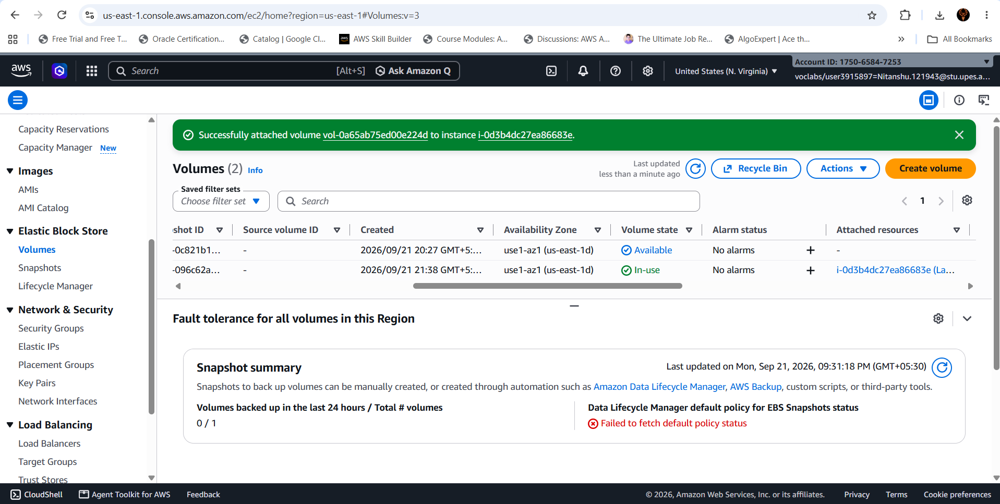 us-east-1.console.aws.amazon.com/ec2/home?region=us-east-1#Volumes:v=3
Free Trial and Free T...
Oracle Certification...
Catalog | Google Cl...
aws
AWS Skill Builder
Course Modules: A...
Discussions: AWS A...
The Ultimate Job Re...
AlgoExpert | Ace th...
»
All Bookmarks
aws
Search
[Alt+S]
Ask Amazon Q
United States (N. Virginia)
Account ID: 1750-6584-7253
voclabs/user3915897=Nitanshu.121943@stu.upes.a...
Capacity Reservations
Capacity Manager New
Images
AMIs
AMI Catalog
Elastic Block Store
Volumes
Snapshots
Lifecycle Manager
Network & Security
Security Groups
Elastic IPs
Placement Groups
Key Pairs
Network Interfaces
Load Balancing
Load Balancers
Target Groups
Trust Stores
Successfully attached volume vol-0a65ab75ed00e224d to instance i-0d3b4dc27ea86683e.
Volumes (2) Info
Last updated
less than a minute ago
Recycle Bin
Actions
Create volume
Saved filter sets
Choose filter set
Search
1
shot ID Source volume ID Created Availability Zone Volume state Alarm status Attached resources
-0c821b1... - 2026/09/21 20:27 GMT+5:... use1-az1 (us-east-1d) Available No alarms + -
-096c62a... - 2026/09/21 21:38 GMT+5:... use1-az1 (us-east-1d) In-use No alarms + i-0d3b4dc27ea86683e (La...
Fault tolerance for all volumes in this Region
Snapshot summary
Last updated on Mon, Sep 21, 2026, 09:31:18 PM (GMT+05:30)
Snapshots to back up volumes can be manually created, or created through automation such as Amazon Data Lifecycle Manager, AWS Backup, custom scripts, or third-party tools.
Volumes backed up in the last 24 hours / Total # volumes
0 / 1
Data Lifecycle Manager default policy for EBS Snapshots status
Failed to fetch default policy status
CloudShell
Agent Toolkit for AWS
Feedback
© 2026, Amazon Web Services, Inc. or its affiliates.
Privacy
Terms
Cookie preferences